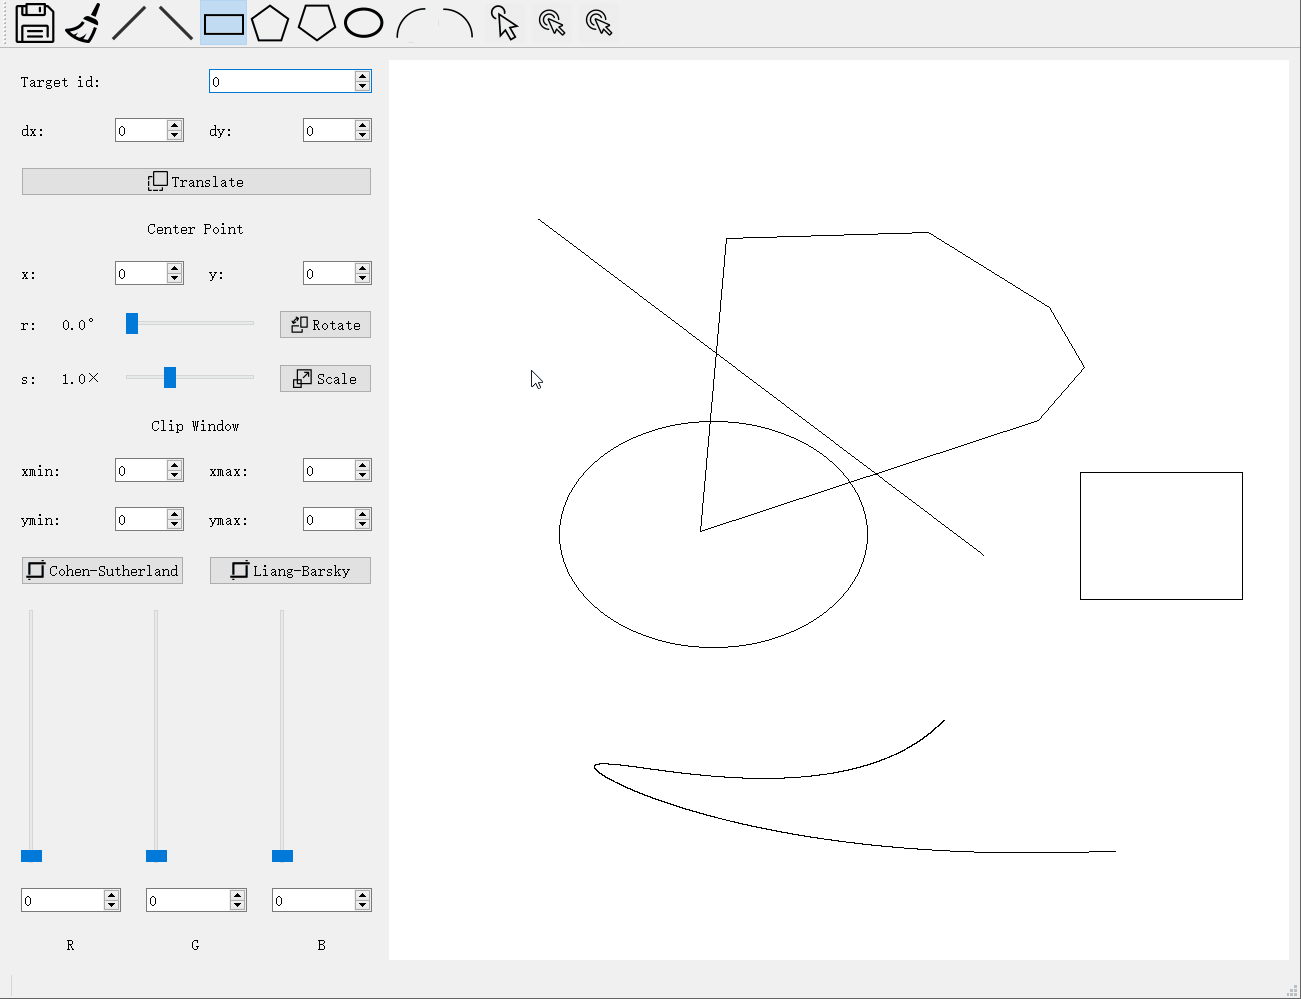 Target id: 0
dx: 0 dy: 0
Translate
Center Point
x: 0 y: 0
r: 0.0° Rotate
s: 1.0× Scale
Clip Window
xmin: 0 xmax: 0
ymin: 0 ymax: 0
Cohen-Sutherland Liang-Barsky
0 0 0
R G B